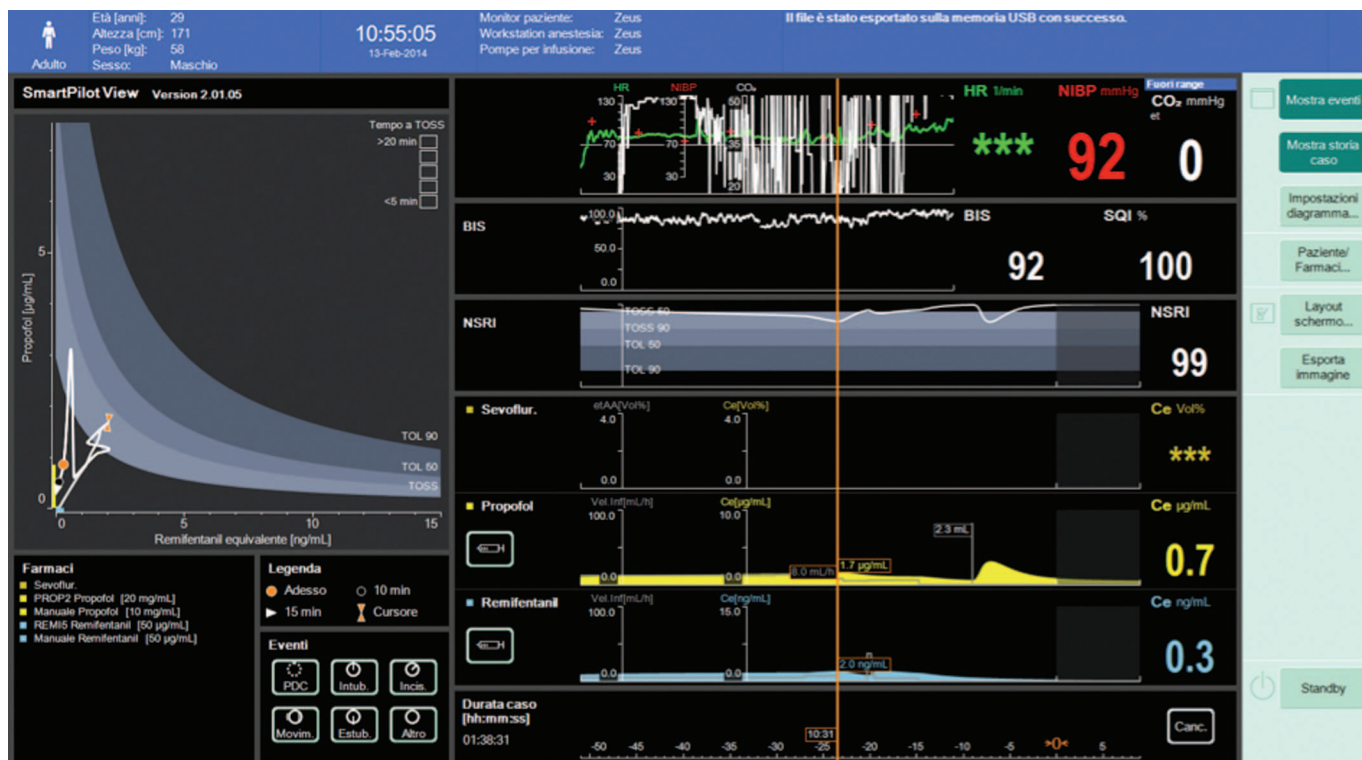 Età [anni]: 29
Altezza [cm]: 171
Peso [kg]: 58
Sesso: Maschio
Adulto
10:55:05
13-Feb-2014
Monitor paziente: Zeus
Workstation anestesia: Zeus
Pompe per infusione: Zeus
Il file è stato esportato sulla memoria USB con successo.
SmartPilot View Version 2.01.05
Tempo a TOSS
>20 min
<5 min
Propofol [µg/mL]
5
0
TOL 90
TOL 50
TOSS
0 5 10 15
Remifentanil equivalente [ng/mL]
Farmaci
Sevoflur.
PROP2 Propofol [20 mg/mL]
Manuale Propofol [10 mg/mL]
REMI5 Remifentanil [50 µg/mL]
Manuale Remifentanil [50 µg/mL]
Legenda
Adesso
10 min
15 min
Cursore
Eventi
PDC
Intub.
Incis.
Movim.
Estub.
Altro
HR NIBP CO₂
130 130 50
70 70 35
30 30 20
HR 1/min
***
NIBP mmHg
92
Fuori range
CO₂ mmHg
et
0
BIS
100.0
50.0
0.0
BIS
92
SQI %
100
NSRI
TOSS 50
TOSS 90
TOL 50
TOL 90
NSRI
99
Sevoflur.
etAA[Vol%] Ce[Vol%]
4.0 4.0
0.0 0.0
Ce Vol%
***
Propofol
Vel.Inf[mL/h] Ce[µg/mL]
100.0 10.0
0.0 0.0
8.0 mL/h
1.7 µg/mL
2.3 mL
Ce µg/mL
0.7
Remifentanil
Vel.Inf[mL/h] Ce[ng/mL]
100.0 15.0
0.0 0.0
2.0 ng/mL
Ce ng/mL
0.3
Durata caso
[hh:mm:ss]
01:38:31
10:31
-50 -45 -40 -35 -30 -25 -20 -15 -10 -5 >0< 5
Canc.
Mostra eventi
Mostra storia
caso
Impostazioni
diagramma...
Paziente/
Farmaci...
Layout
schermo...
Esporta
immagine
Standby